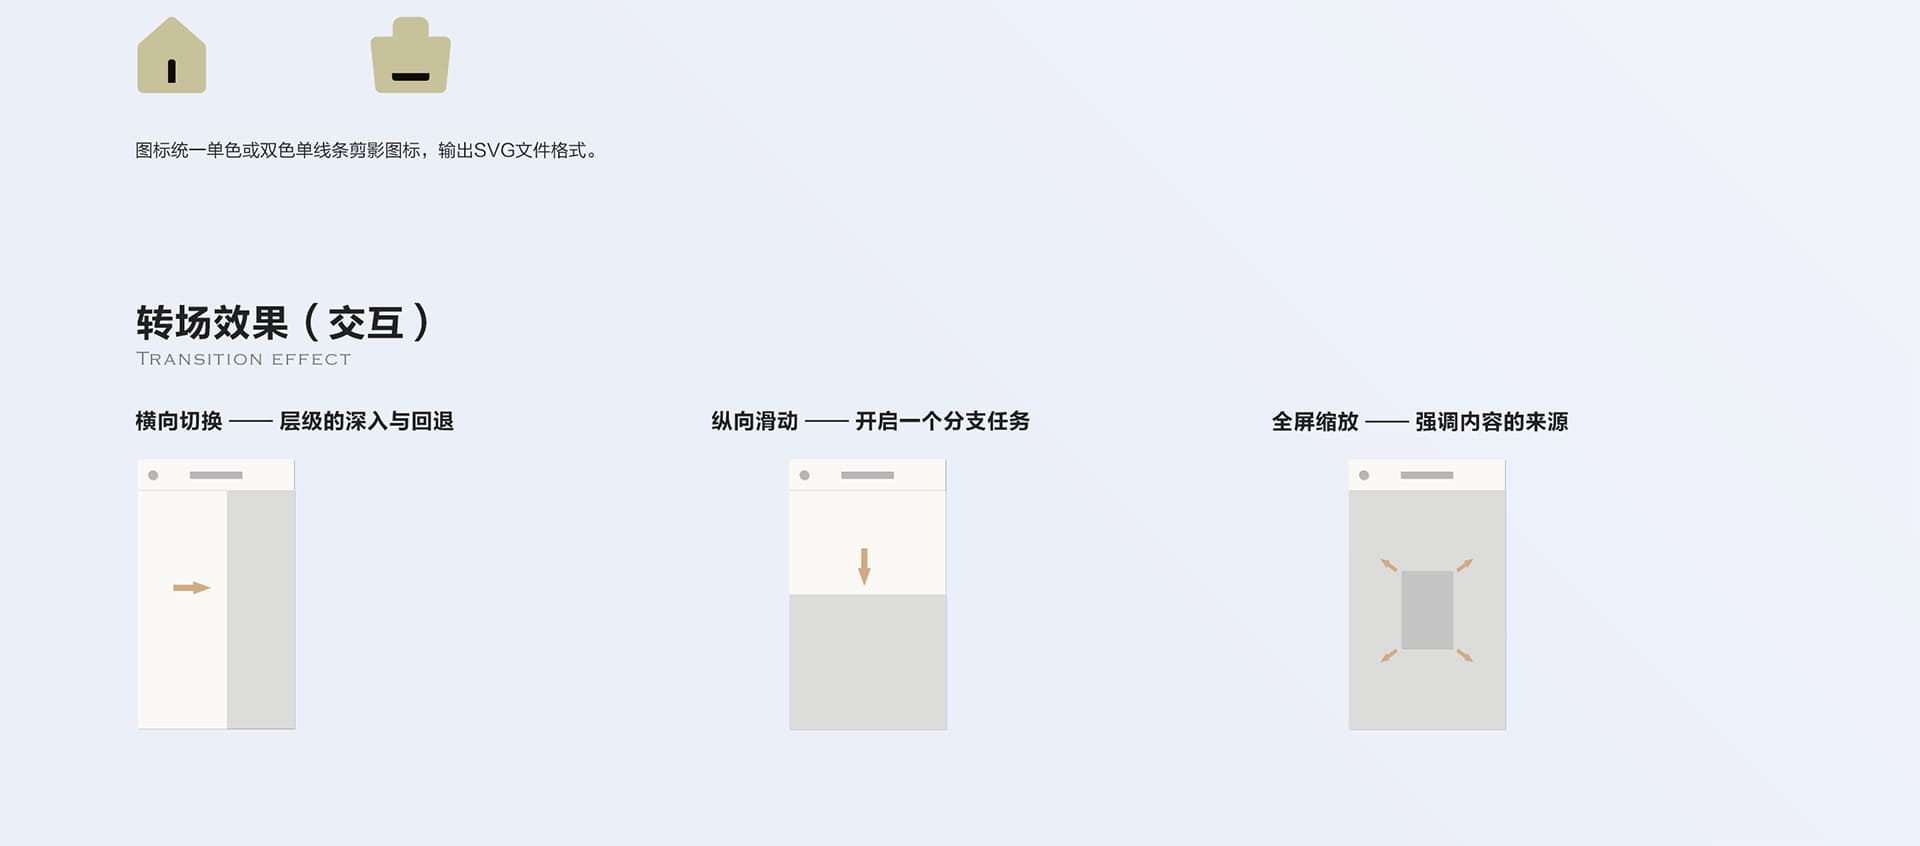 图标统一单色或双色单线条剪影图标，输出SVG文件格式。
转场效果（交互）
TRANSITION EFFECT
横向切换 —— 层级的深入与回退
纵向滑动 —— 开启一个分支任务
全屏缩放 —— 强调内容的来源